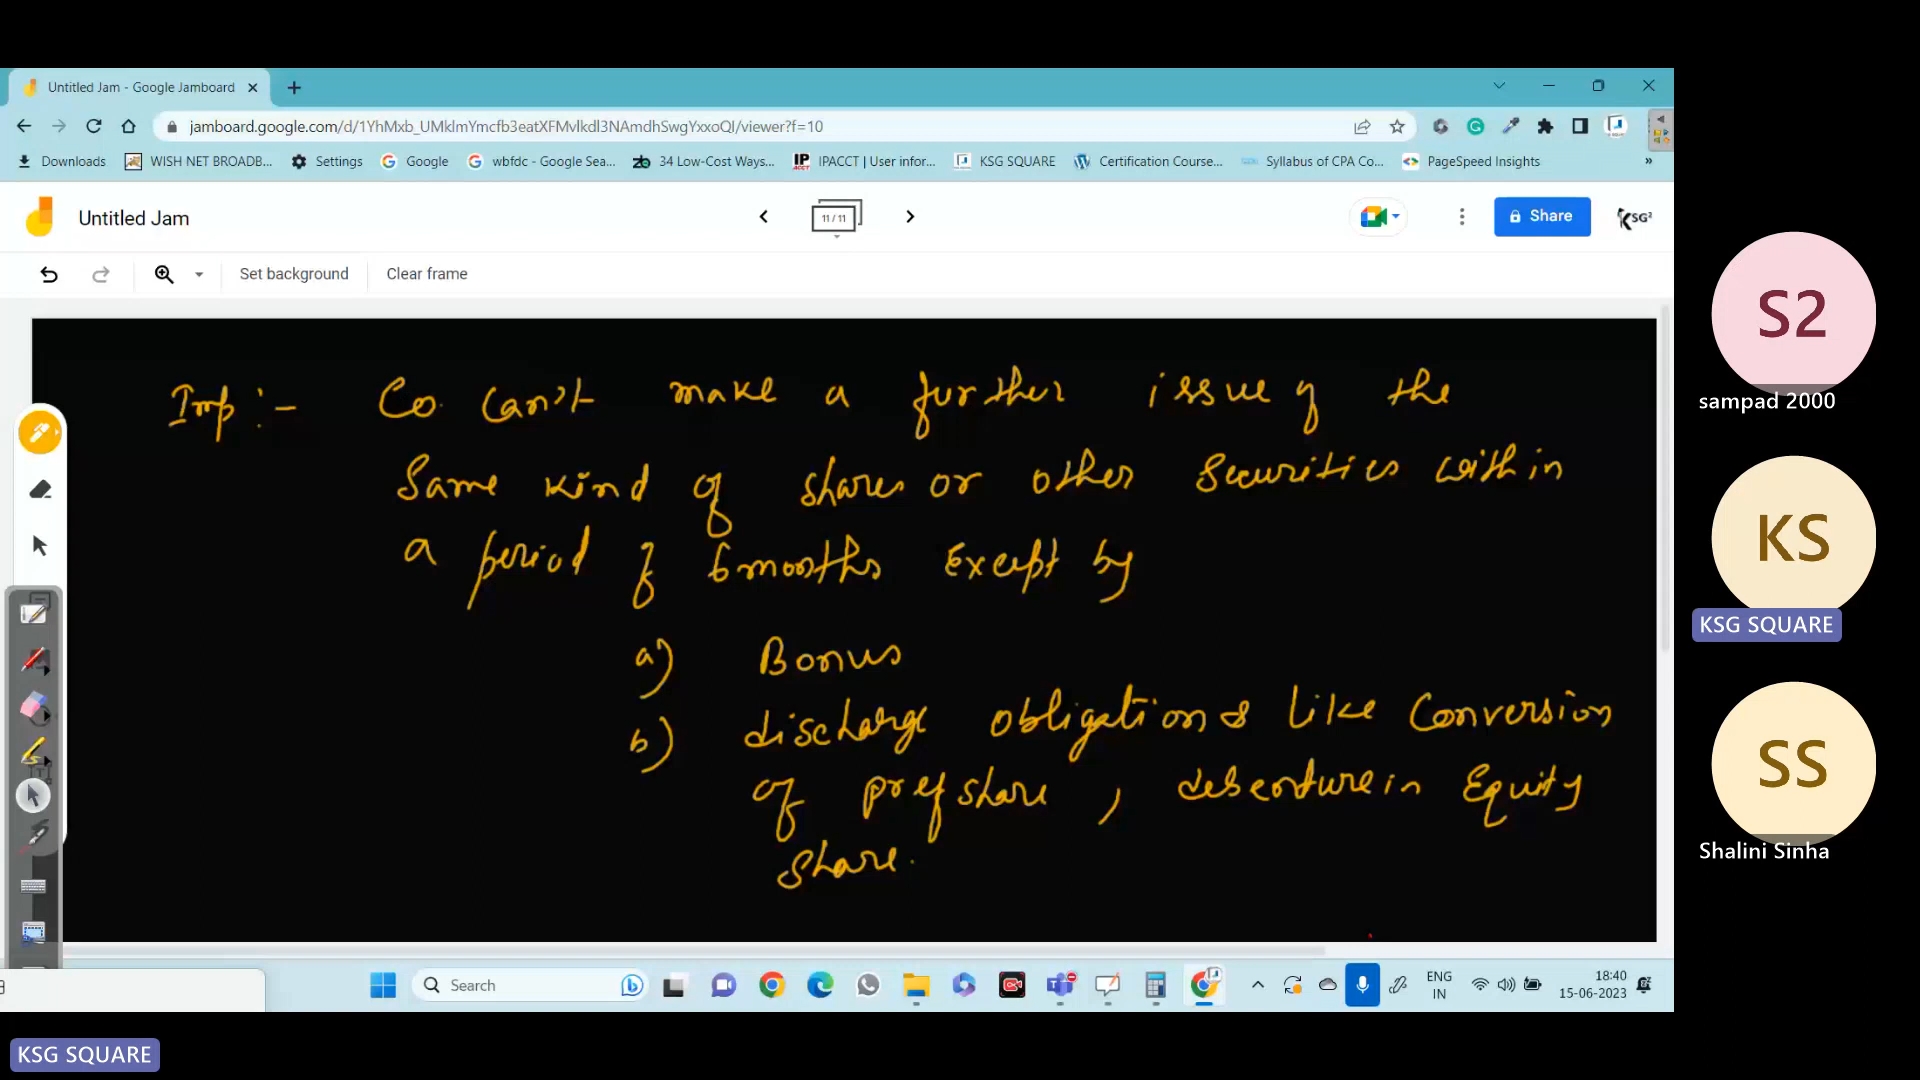 Untitled Jam - Google Jamboard
jamboard.google.com/d/1YhMxb_UMklmYmcfb3eatXFMvlkdl3NAmdhSwgYxxoQI/viewer?f=10
Downloads WISH NET BROADB... Settings Google wbfdc - Google Sea... 34 Low-Cost Ways... IPACCT | User infor... KSG SQUARE Certification Course... Syllabus of CPA Co... PageSpeed Insights »
Untitled Jam 11 / 11 Share KSG²
Set background Clear frame
Imp :- Co. can't make a further issue of the
Same kind of shares or other Securities within
a period of 6 months Except by
a) Bonus
b) discharge obligations like Conversion
of pref share, debenture in Equity
Share.
S2
sampad 2000
KS
KSG SQUARE
SS
Shalini Sinha
Search
ENG
IN
18:40
15-06-2023
KSG SQUARE